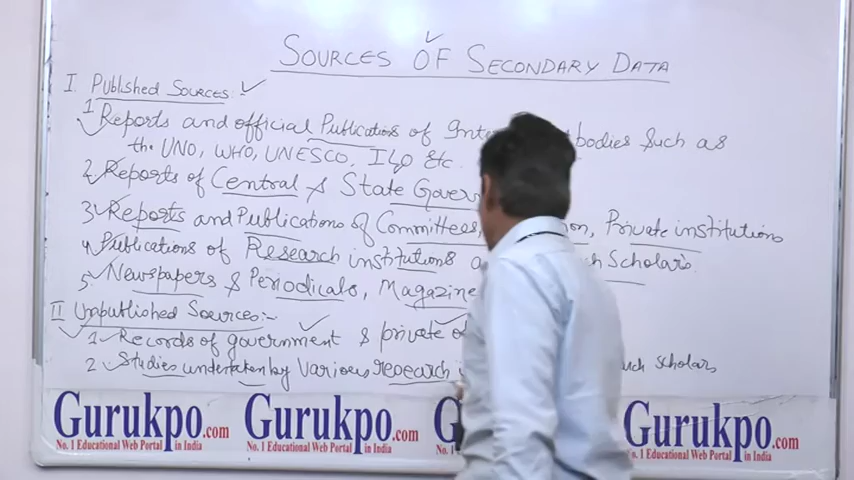 SOURCES OF SECONDARY DATA
I Published Sources:-
1 Reports and official Publications of bodies such as
the UNO, WHO, UNESCO, ILO Etc.
2. Reports of Central & State
3. Reports and Publications of Committees, Private institutions
4. Publications of Research institutions Scholars.
5. Newspapers & Periodicals,
II Unpublished Sources:-
1. Records of government & private
2. Studies undertaken by various research scholars
Gurukpo.com Gurukpo.com Gurukpo.com
No. 1 Educational Web Portal in India No. 1 Educational Web Portal in India No. 1 Educational Web Portal in India